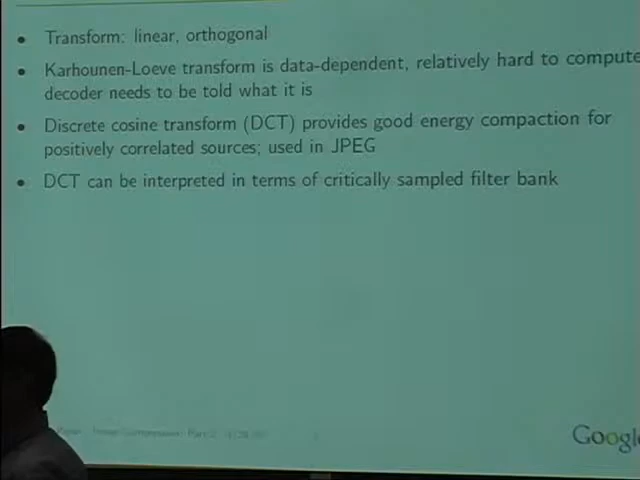 • Transform: linear, orthogonal
• Karhounen-Loeve transform is data-dependent, relatively hard to compute
decoder needs to be told what it is
• Discrete cosine transform (DCT) provides good energy compaction for
positively correlated sources; used in JPEG
• DCT can be interpreted in terms of critically sampled filter bank
Google